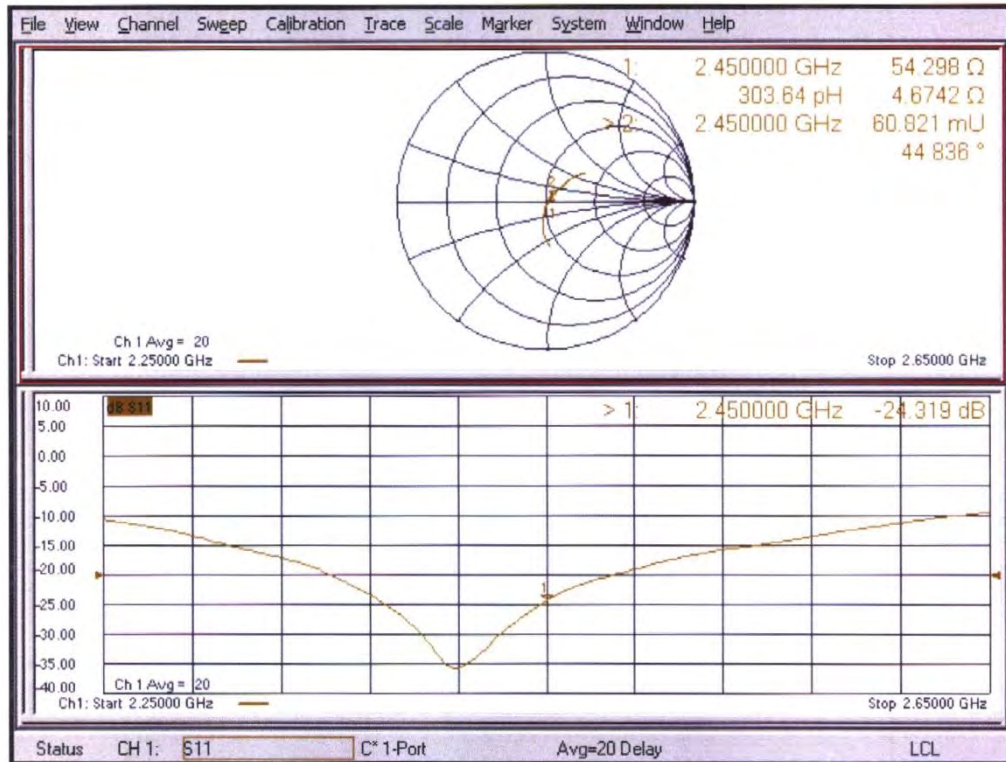 File View Channel Sweep Calibration Trace Scale Marker System Window Help
1: 2.450000 GHz 54.298 Ω
303.64 pH 4.6742 Ω
> 2: 2.450000 GHz 60.821 mU
44.836 °
2
1
Ch 1 Avg = 20
Ch1: Start 2.25000 GHz
Stop 2.65000 GHz
10.00
dB S11
> 1: 2.450000 GHz -24.319 dB
5.00
0.00
-5.00
-10.00
-15.00
-20.00
-25.00
-30.00
-35.00
-40.00
1
Ch 1 Avg = 20
Ch1: Start 2.25000 GHz
Stop 2.65000 GHz
Status CH 1: S11 C* 1-Port Avg=20 Delay LCL